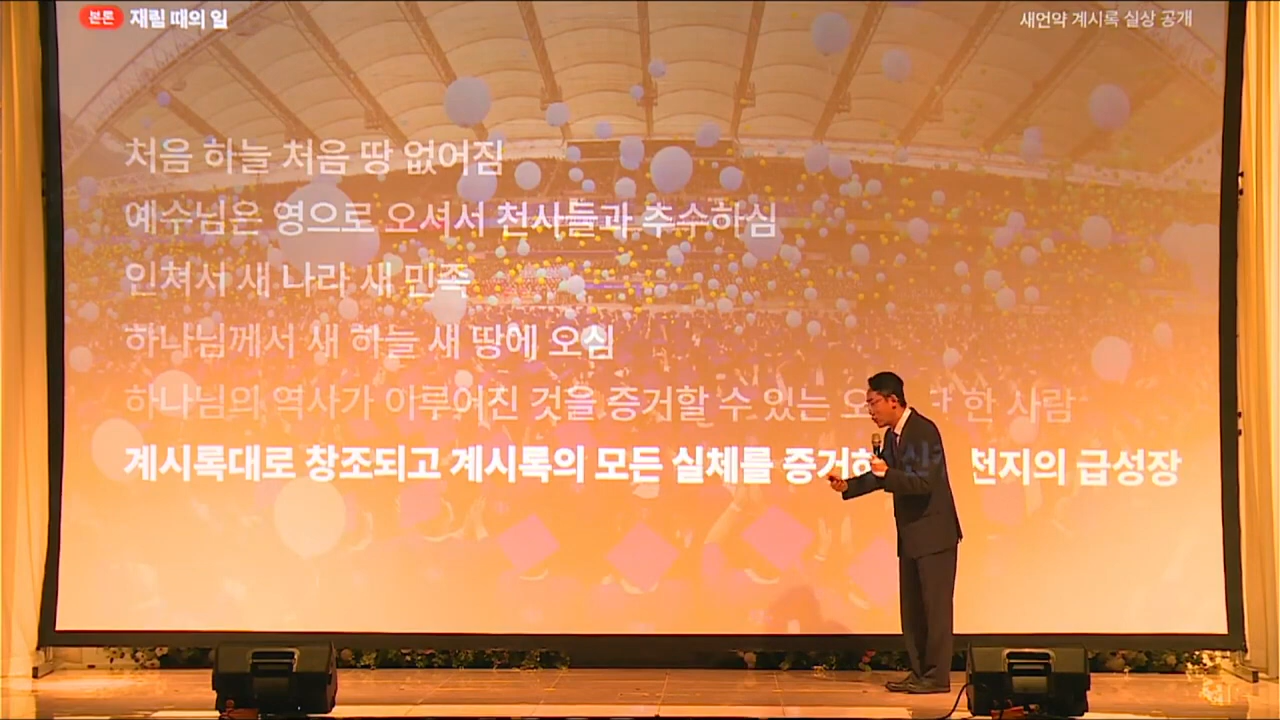 본론 재림 때의 일
새언약 계시록 실상 공개
처음 하늘 처음 땅 없어짐
예수님은 영으로 오셔서 천사들과 추수하심
인쳐서 새 나라 새 민족
하나님께서 새 하늘 새 땅에 오심
하나님의 역사가 이루어진 것을 증거할 수 있는 한 사람
계시록대로 창조되고 계시록의 모든 실체를 천지의 급성장